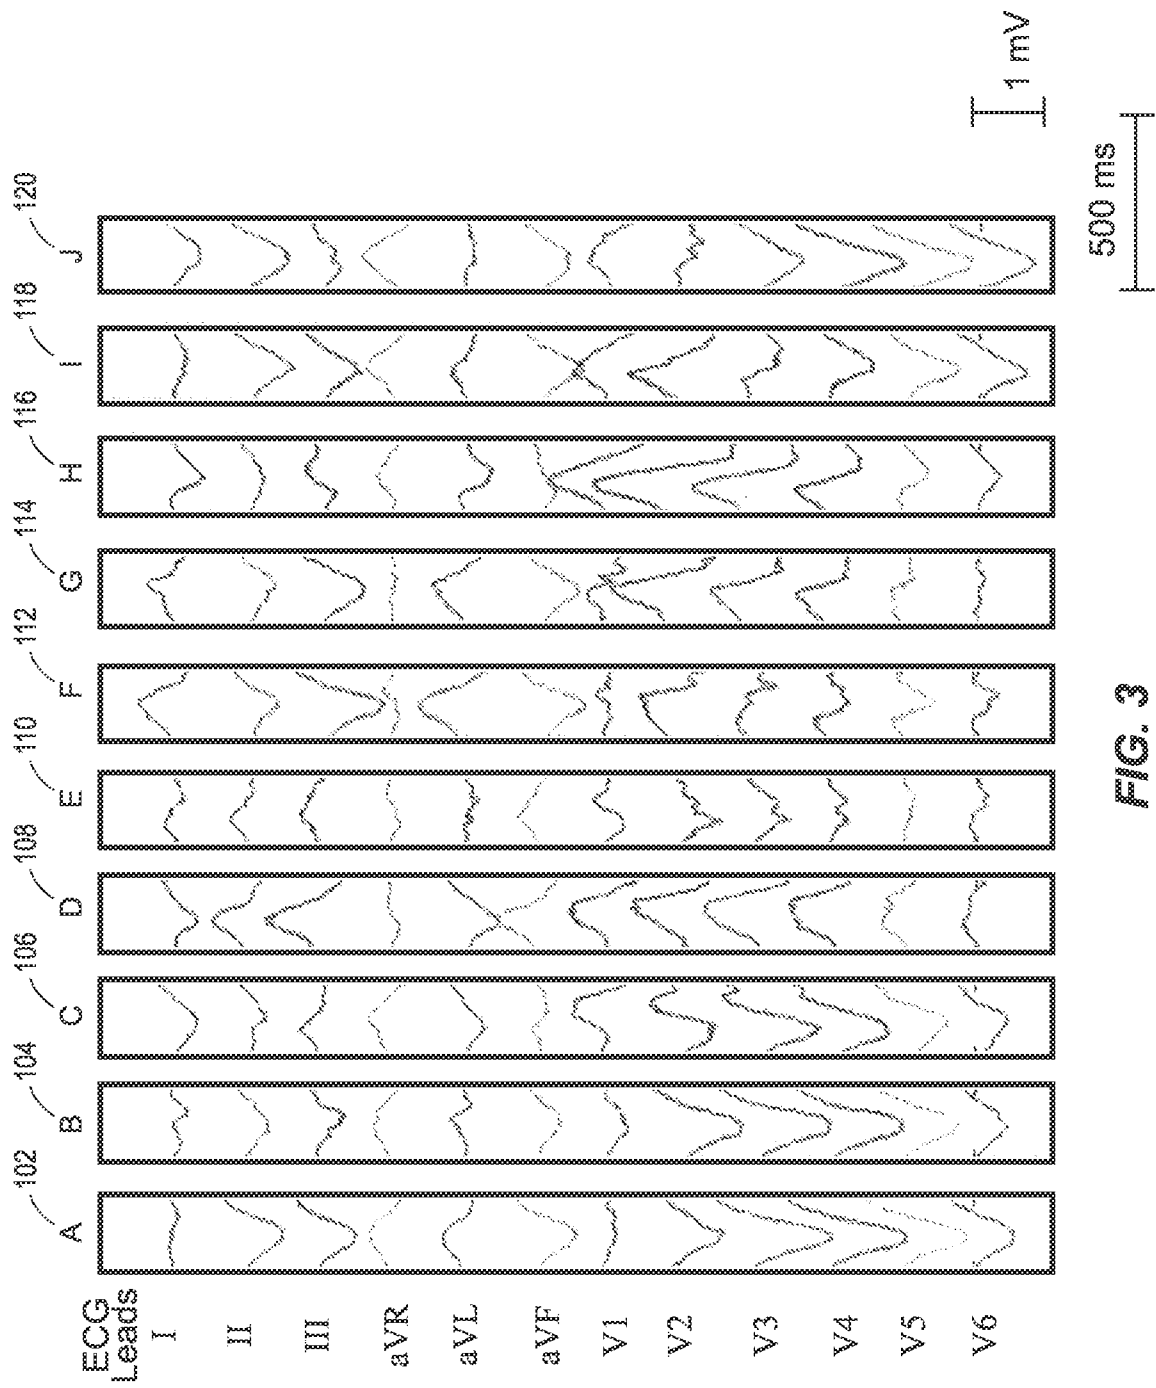 102 104 106 108 110 112 114 116 118 120
A B C D E F G H I J
ECG
Leads
I
II
III
aVR
aVL
aVF
V1
V2
V3
V4
V5
V6
1 mV
500 ms
FIG. 3